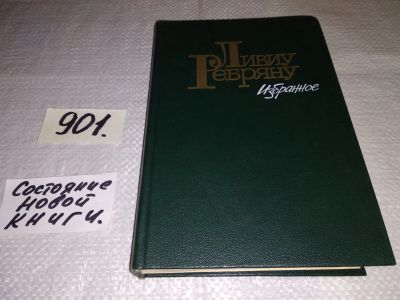 Ливиу
Ребряну
Избранное
901.
Состояние
новой
книги.